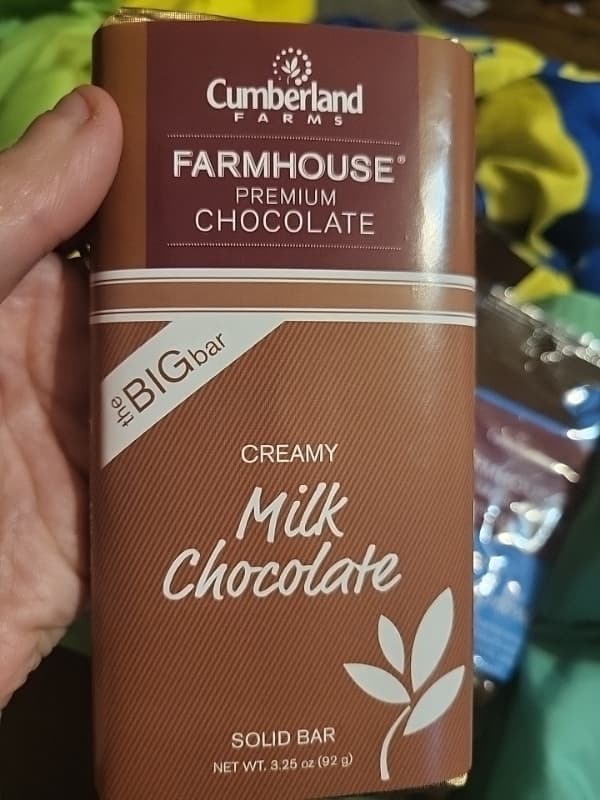 Cumberland
FARMS
FARMHOUSE®
PREMIUM
CHOCOLATE
the BIG bar
CREAMY
Milk
Chocolate
SOLID BAR
NET WT. 3.25 oz (92 g)